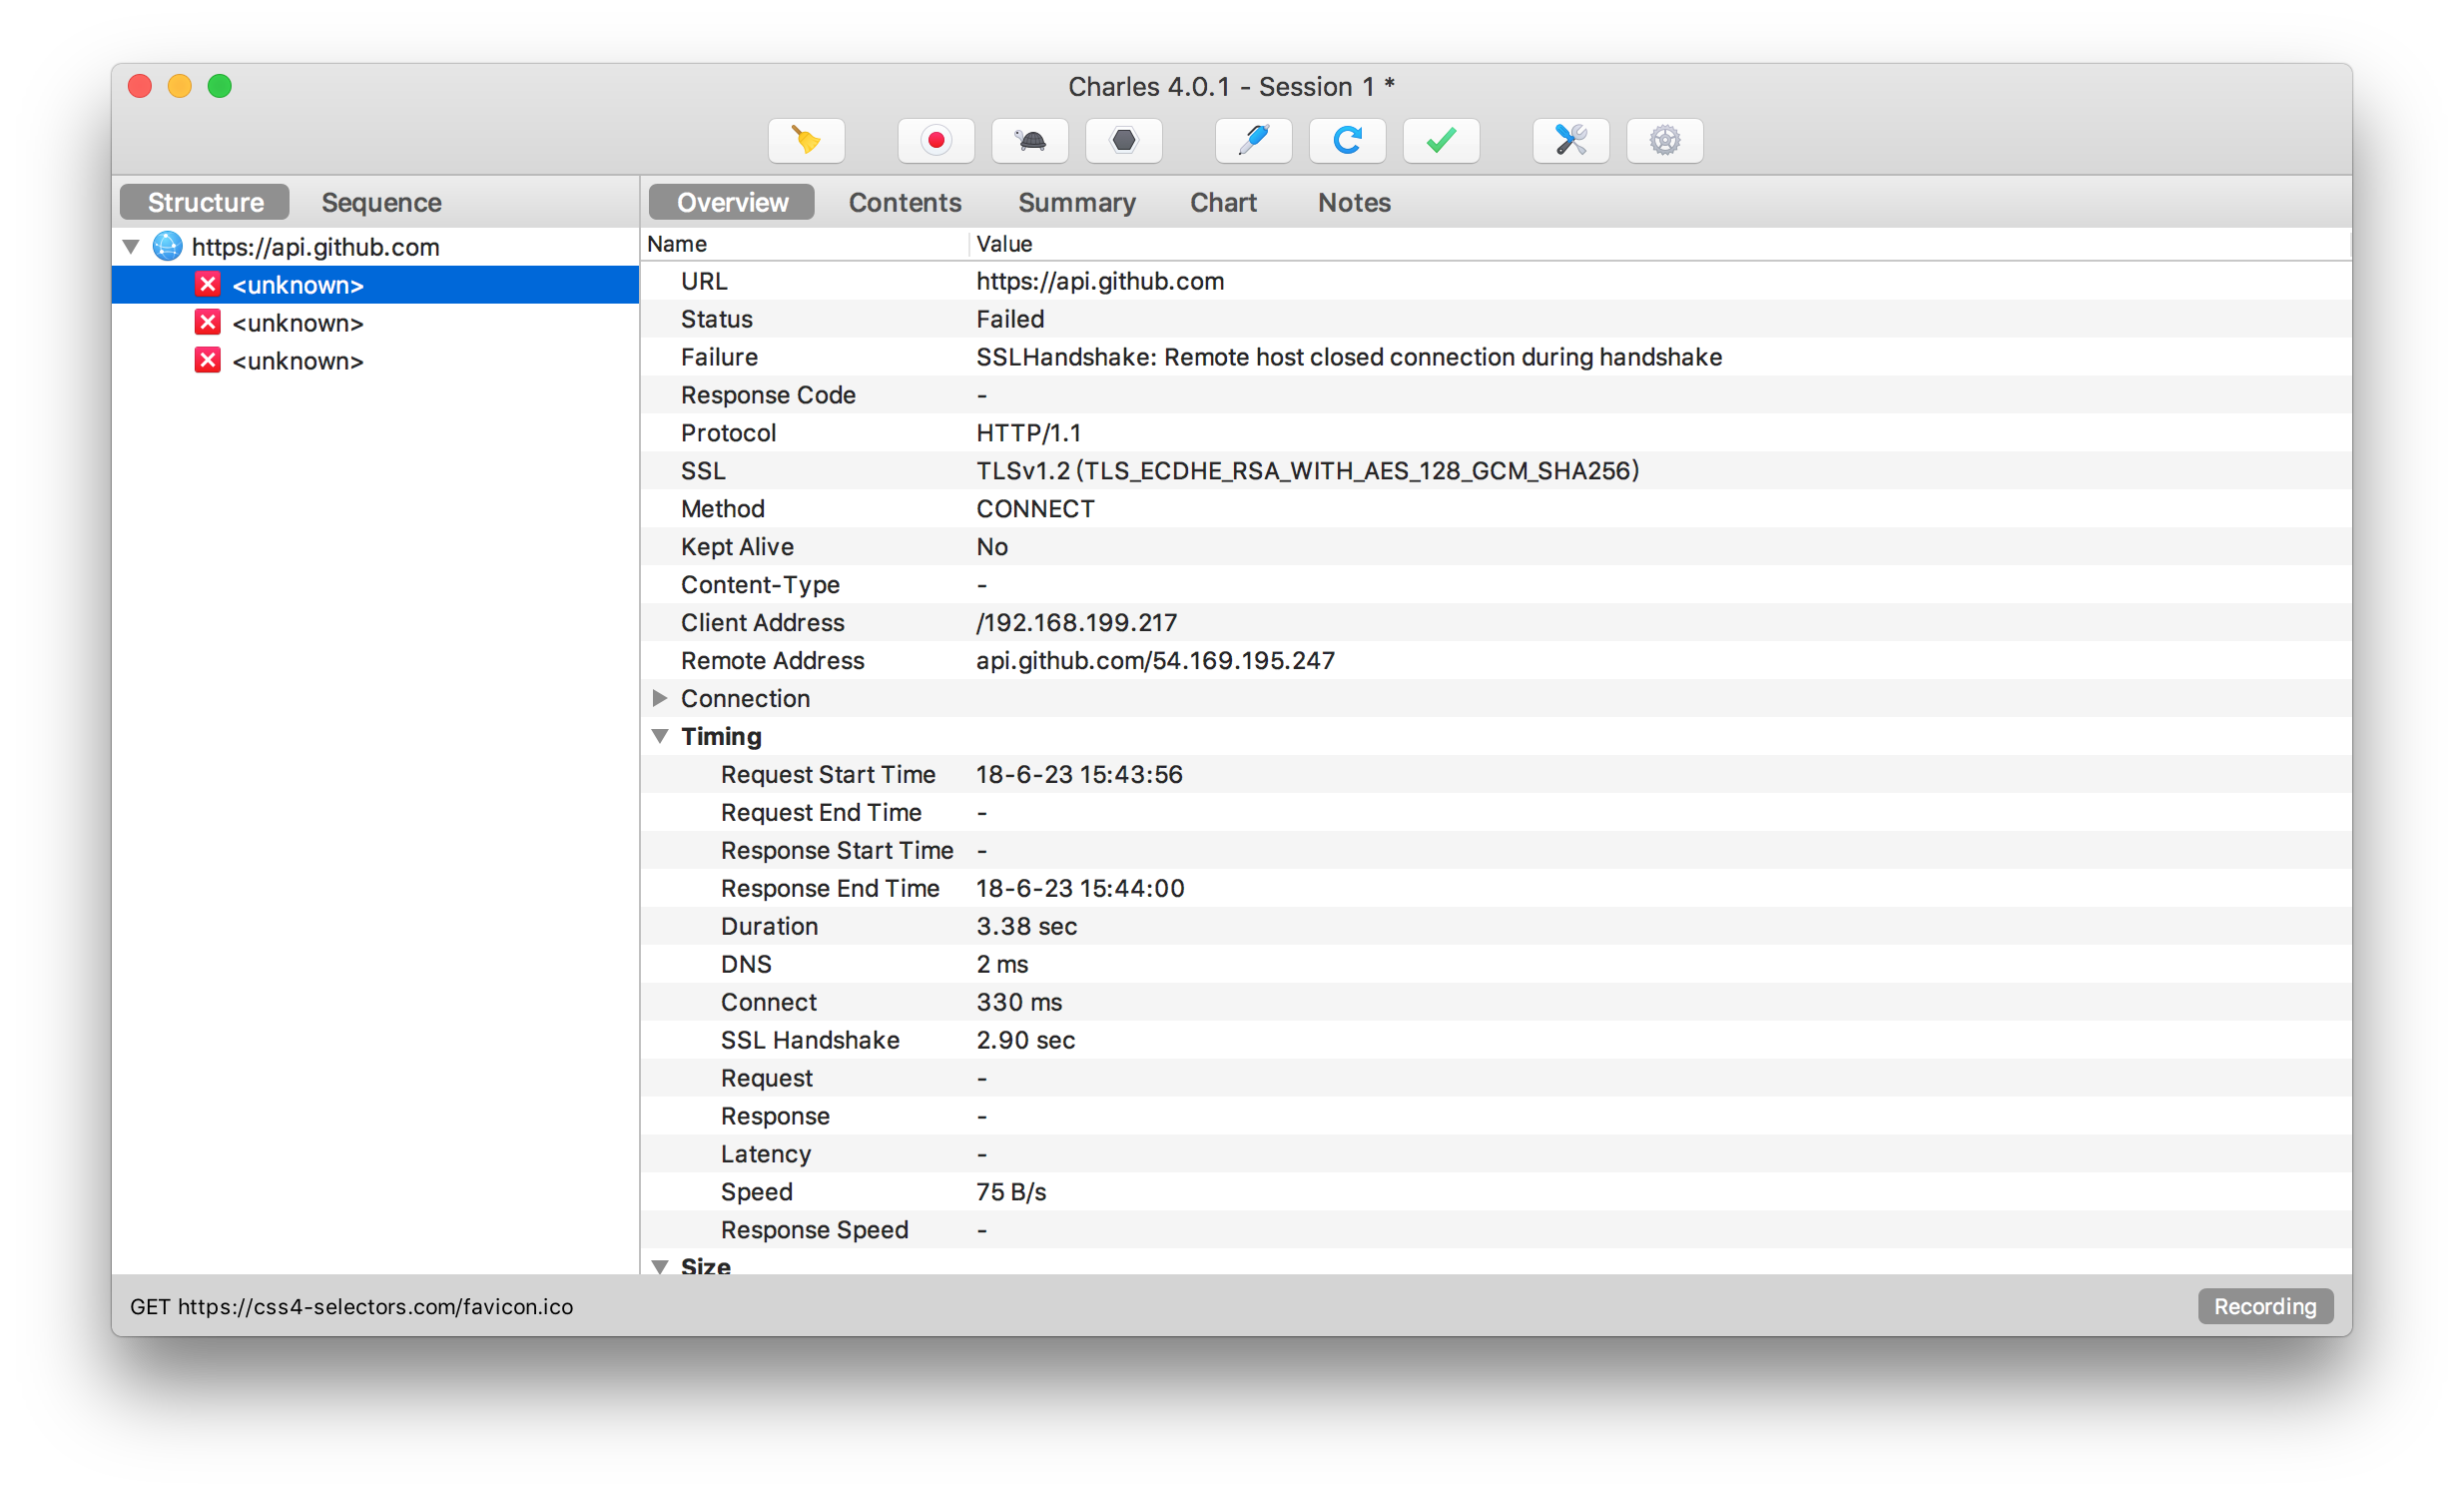 Charles 4.0.1 - Session 1 *
Structure Sequence
Overview Contents Summary Chart Notes
https://api.github.com
<unknown>
<unknown>
<unknown>
Name Value
URL https://api.github.com
Status Failed
Failure SSLHandshake: Remote host closed connection during handshake
Response Code -
Protocol HTTP/1.1
SSL TLSv1.2 (TLS_ECDHE_RSA_WITH_AES_128_GCM_SHA256)
Method CONNECT
Kept Alive No
Content-Type -
Client Address /192.168.199.217
Remote Address api.github.com/54.169.195.247
Connection
Timing
Request Start Time 18-6-23 15:43:56
Request End Time -
Response Start Time -
Response End Time 18-6-23 15:44:00
Duration 3.38 sec
DNS 2 ms
Connect 330 ms
SSL Handshake 2.90 sec
Request -
Response -
Latency -
Speed 75 B/s
Response Speed -
Size
GET https://css4-selectors.com/favicon.ico
Recording